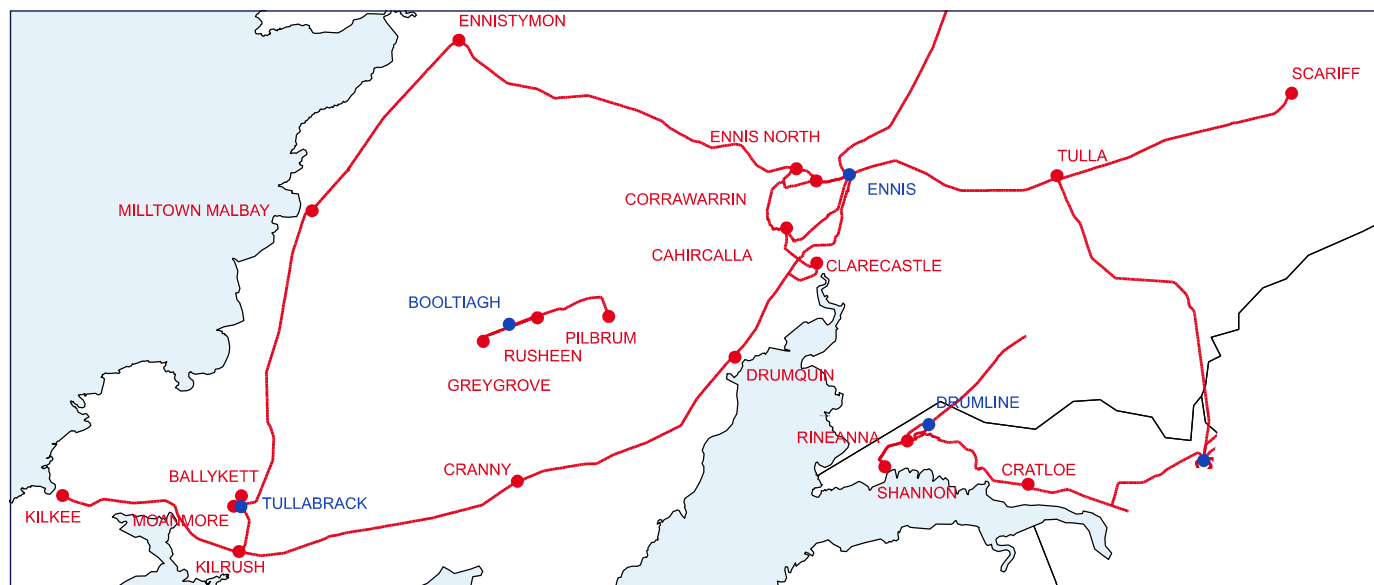 ENNISTYMON
SCARIFF
ENNIS NORTH
TULLA
ENNIS
CORRAWARRIN
MILLTOWN MALBAY
CAHIRCALLA
CLARECASTLE
BOOLTIAGH
PILBRUM
RUSHEEN
DRUMQUIN
GREYGROVE
DRUMLINE
RINEANNA
CRANNY
CRATLOE
BALLYKETT
SHANNON
TULLABRACK
KILKEE
MOANMORE
KILRUSH